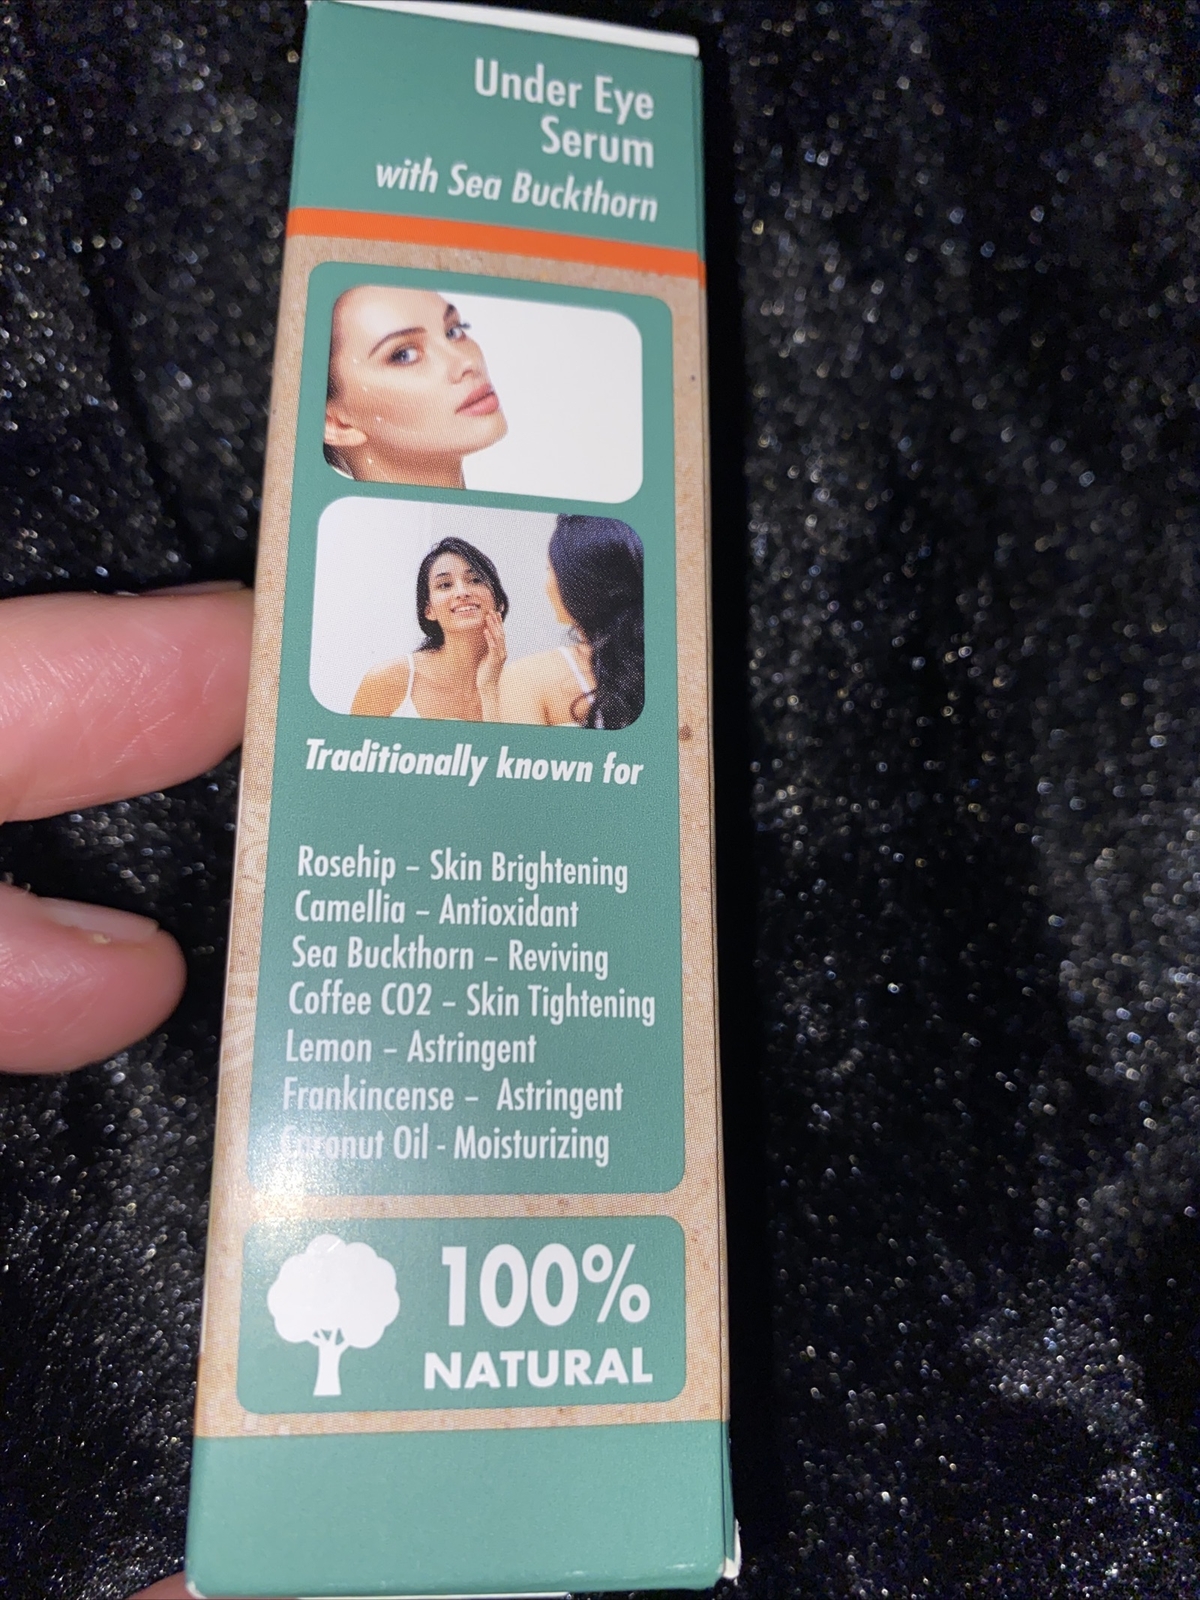 Under Eye
Serum
with Sea Buckthorn
Traditionally known for
Rosehip – Skin Brightening
Camellia – Antioxidant
Sea Buckthorn – Reviving
Coffee CO2 – Skin Tightening
Lemon – Astringent
Frankincense – Astringent
Coconut Oil - Moisturizing
100%
NATURAL